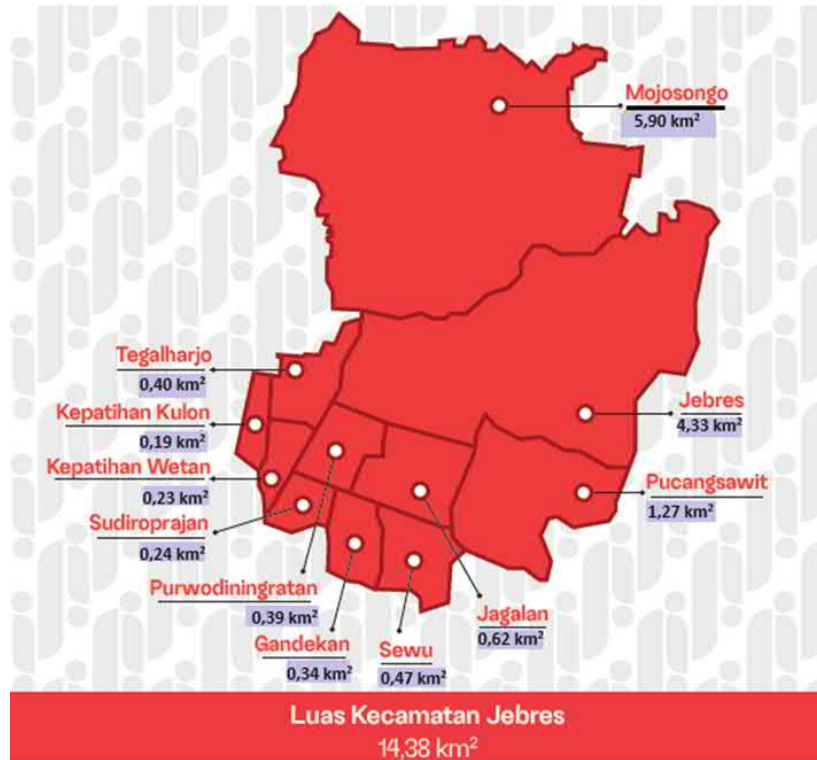 Mojosongo
5,90 km²
Tegalharjo
0,40 km²
Kepatihan Kulon
0,19 km²
Kepatihan Wetan
0,23 km²
Sudiroprajan
0,24 km²
Jebres
4,33 km²
Pucangsawit
1,27 km²
Purwodiningratan
0,39 km²
Gandekan
0,34 km²
Sewu
0,47 km²
Jagalan
0,62 km²
Luas Kecamatan Jebres
14,38 km²